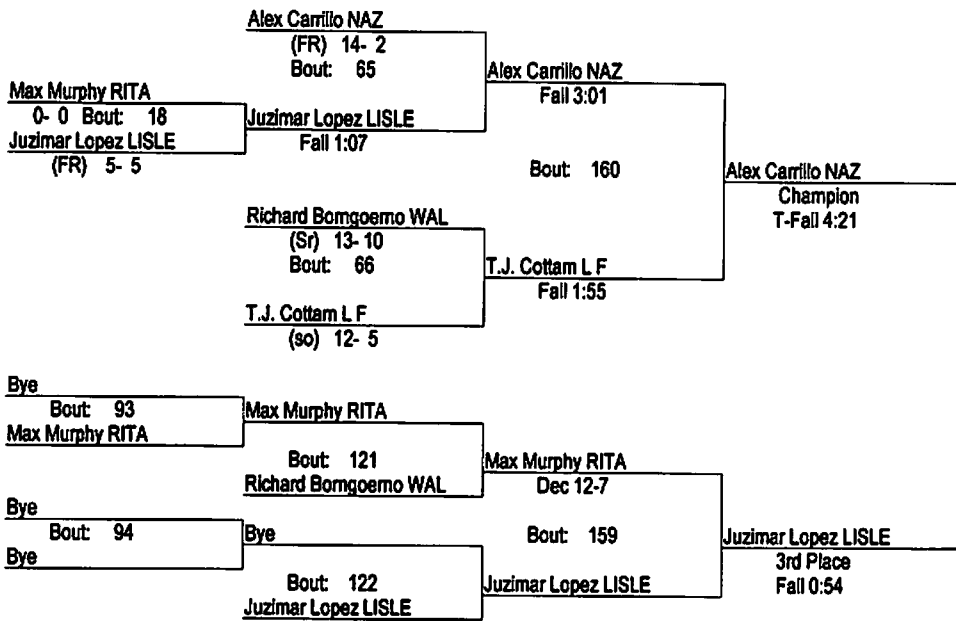 Alex Carrillo NAZ
(FR) 14- 2
Bout: 65
Alex Carrillo NAZ
Fall 3:01
Max Murphy RITA
0- 0 Bout: 18
Juzimar Lopez LISLE
Fall 1:07
Juzimar Lopez LISLE
(FR) 5- 5
Bout: 160
Alex Carrillo NAZ
Champion
T-Fall 4:21
Richard Bomgoemo WAL
(Sr) 13- 10
Bout: 66
T.J. Cottam L F
Fall 1:55
T.J. Cottam L F
(so) 12- 5
Bye
Bout: 93
Max Murphy RITA
Max Murphy RITA
Bout: 121
Max Murphy RITA
Dec 12-7
Richard Bomgoemo WAL
Bye
Bout: 94
Bye
Bye
Bout: 159
Juzimar Lopez LISLE
3rd Place
Fall 0:54
Bout: 122
Juzimar Lopez LISLE
Juzimar Lopez LISLE